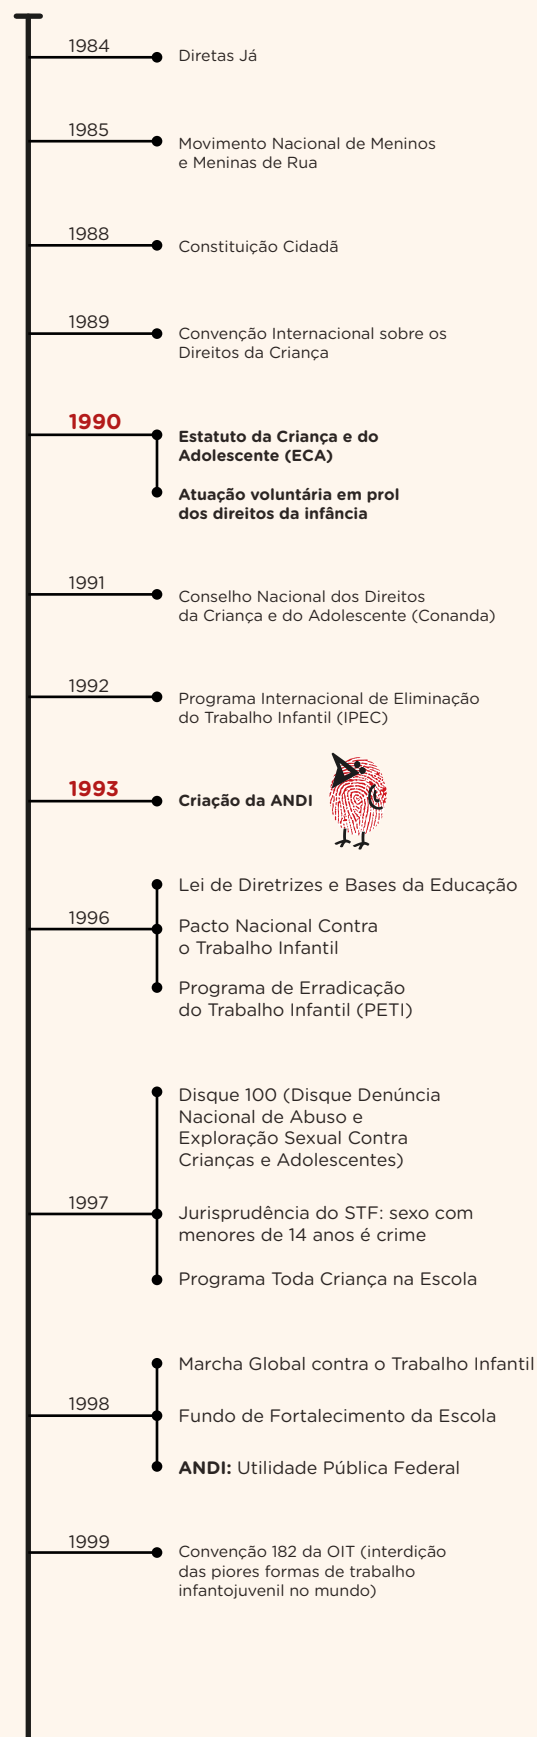 1984
Diretas Já
1985
Movimento Nacional de Meninos
e Meninas de Rua
1988
Constituição Cidadã
1989
Convenção Internacional sobre os
Direitos da Criança
1990
Estatuto da Criança e do
Adolescente (ECA)
Atuação voluntária em prol
dos direitos da infância
1991
Conselho Nacional dos Direitos
da Criança e do Adolescente (Conanda)
1992
Programa Internacional de Eliminação
do Trabalho Infantil (IPEC)
1993
Criação da ANDI
1996
Lei de Diretrizes e Bases da Educação
Pacto Nacional Contra
o Trabalho Infantil
Programa de Erradicação
do Trabalho Infantil (PETI)
1997
Disque 100 (Disque Denúncia
Nacional de Abuso e
Exploração Sexual Contra
Crianças e Adolescentes)
Jurisprudência do STF: sexo com
menores de 14 anos é crime
Programa Toda Criança na Escola
1998
Marcha Global contra o Trabalho Infantil
Fundo de Fortalecimento da Escola
ANDI: Utilidade Pública Federal
1999
Convenção 182 da OIT (interdição
das piores formas de trabalho
infantojuvenil no mundo)